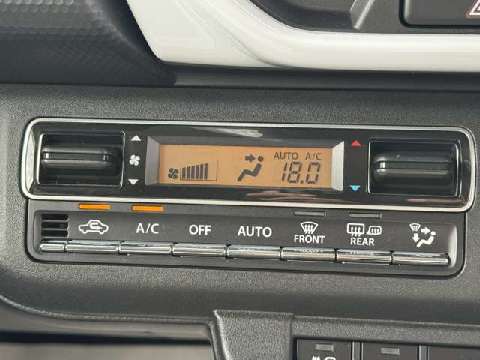 AUTO A/C
18.0
A/C OFF AUTO FRONT REAR